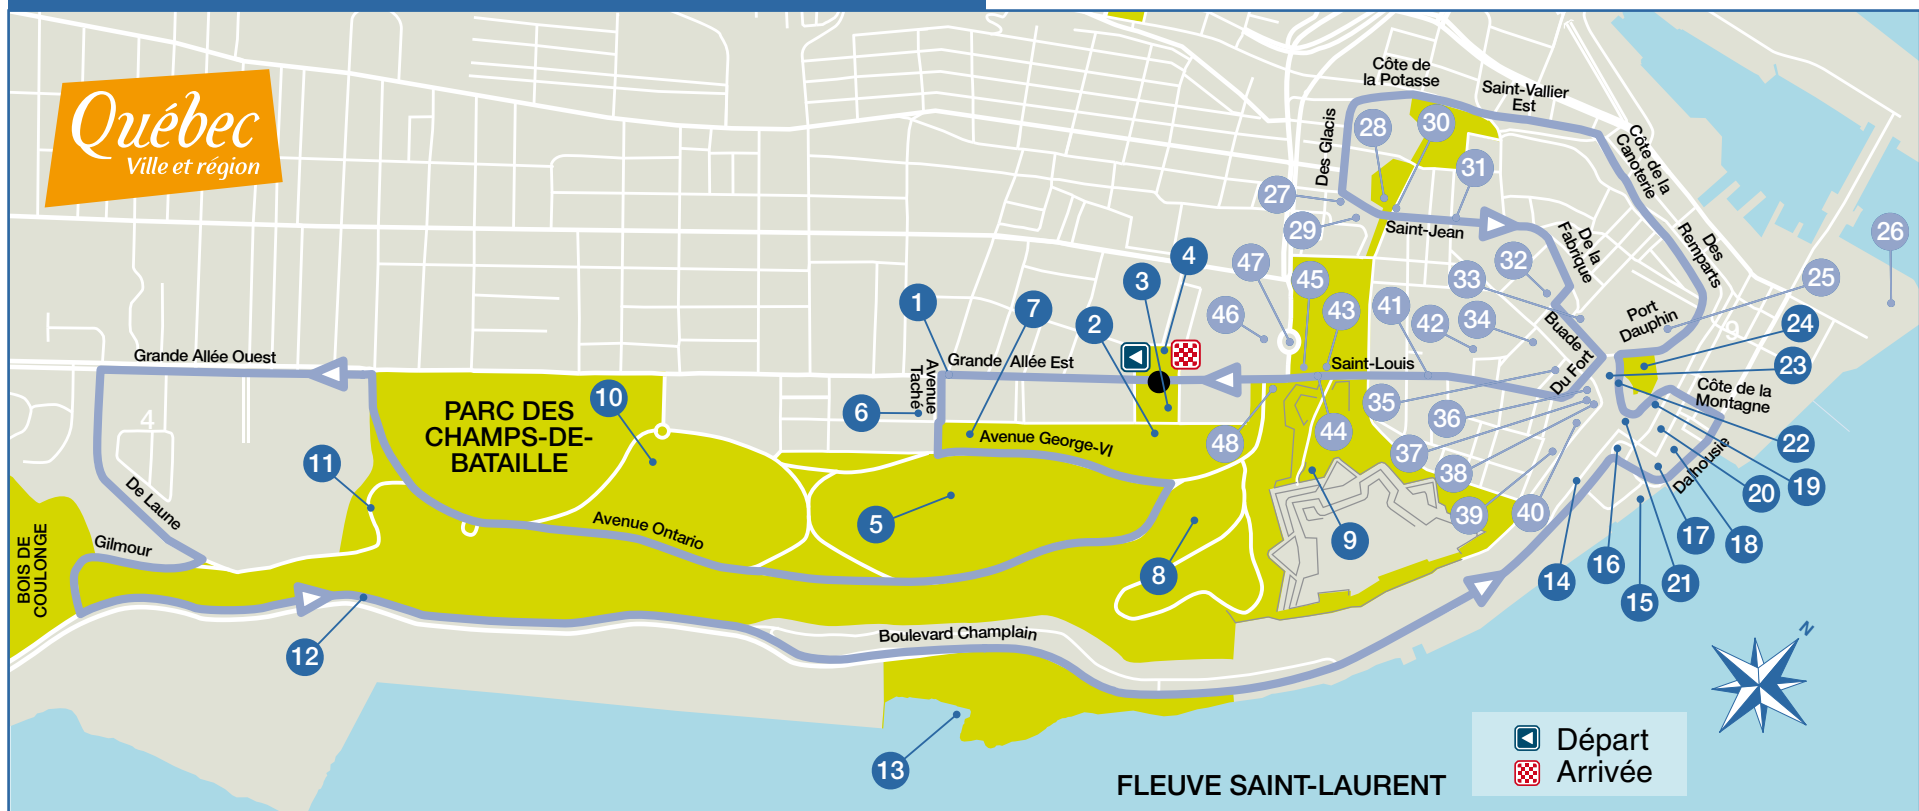 Québec
Ville et région
Côte de
la Potasse
Saint-Vallier
Est
Des Glacis
Côte de la
Canoterie
Des
Remparts
28
30
31
27
29
Saint-Jean
De la
Fabrique
32
33
26
25
Port
Dauphin
9
24
23
47
45
43
41
42
34
46
4
3
1
7
2
Grande Allée Ouest
Grande Allée Est
Avenue
Taché
Saint-Louis
Buade
Du Fort
Côte de la
Montagne
PARC DES
CHAMPS-DE-
BATAILLE
10
6
4
11
Avenue George-VI
48
44
35
36
37
38
39
40
22
19
20
18
17
21
16
15
14
Dalhousie
De Laune
Gilmour
BOIS DE
COULONGE
Avenue Ontario
5
8
9
12
Boulevard Champlain
13
N
FLEUVE SAINT-LAURENT
Départ
Arrivée